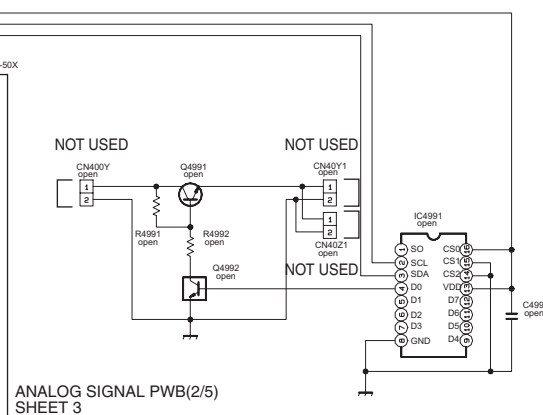 -50X
NOT USED
CN400Y
open
1
2
Q4991
open
NOT USED
CN40Y1
open
1
2
1
2
CN40Z1
open
NOT USED
R4991
open
R4992
open
Q4992
open
IC4991
open
1 SO CS0 16
2 SCL CS1 15
3 SDA CS2 14
4 D0 VDD 13
5 D1 D7 12
6 D2 D6 11
7 D3 D5 10
8 GND D4 9
C499
open
ANALOG SIGNAL PWB(2/5)
SHEET 3